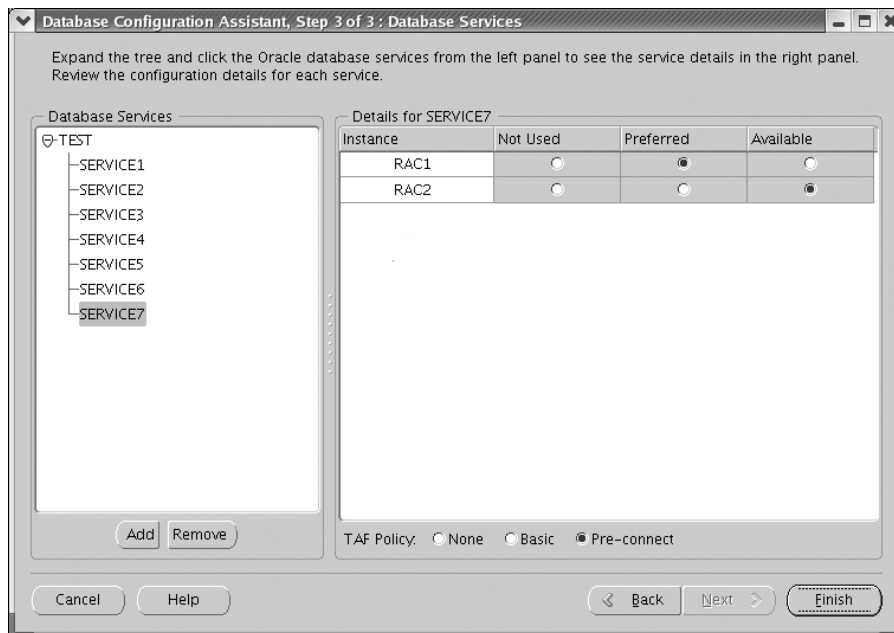 Database Configuration Assistant, Step 3 of 3 : Database Services
Expand the tree and click the Oracle database services from the left panel to see the service details in the right panel.
Review the configuration details for each service.
Database Services
TEST
SERVICE1
SERVICE2
SERVICE3
SERVICE4
SERVICE5
SERVICE6
SERVICE7
Add Remove
Details for SERVICE7
Instance Not Used Preferred Available
RAC1
RAC2
TAF Policy: None Basic Pre-connect
Cancel Help Back Next Finish